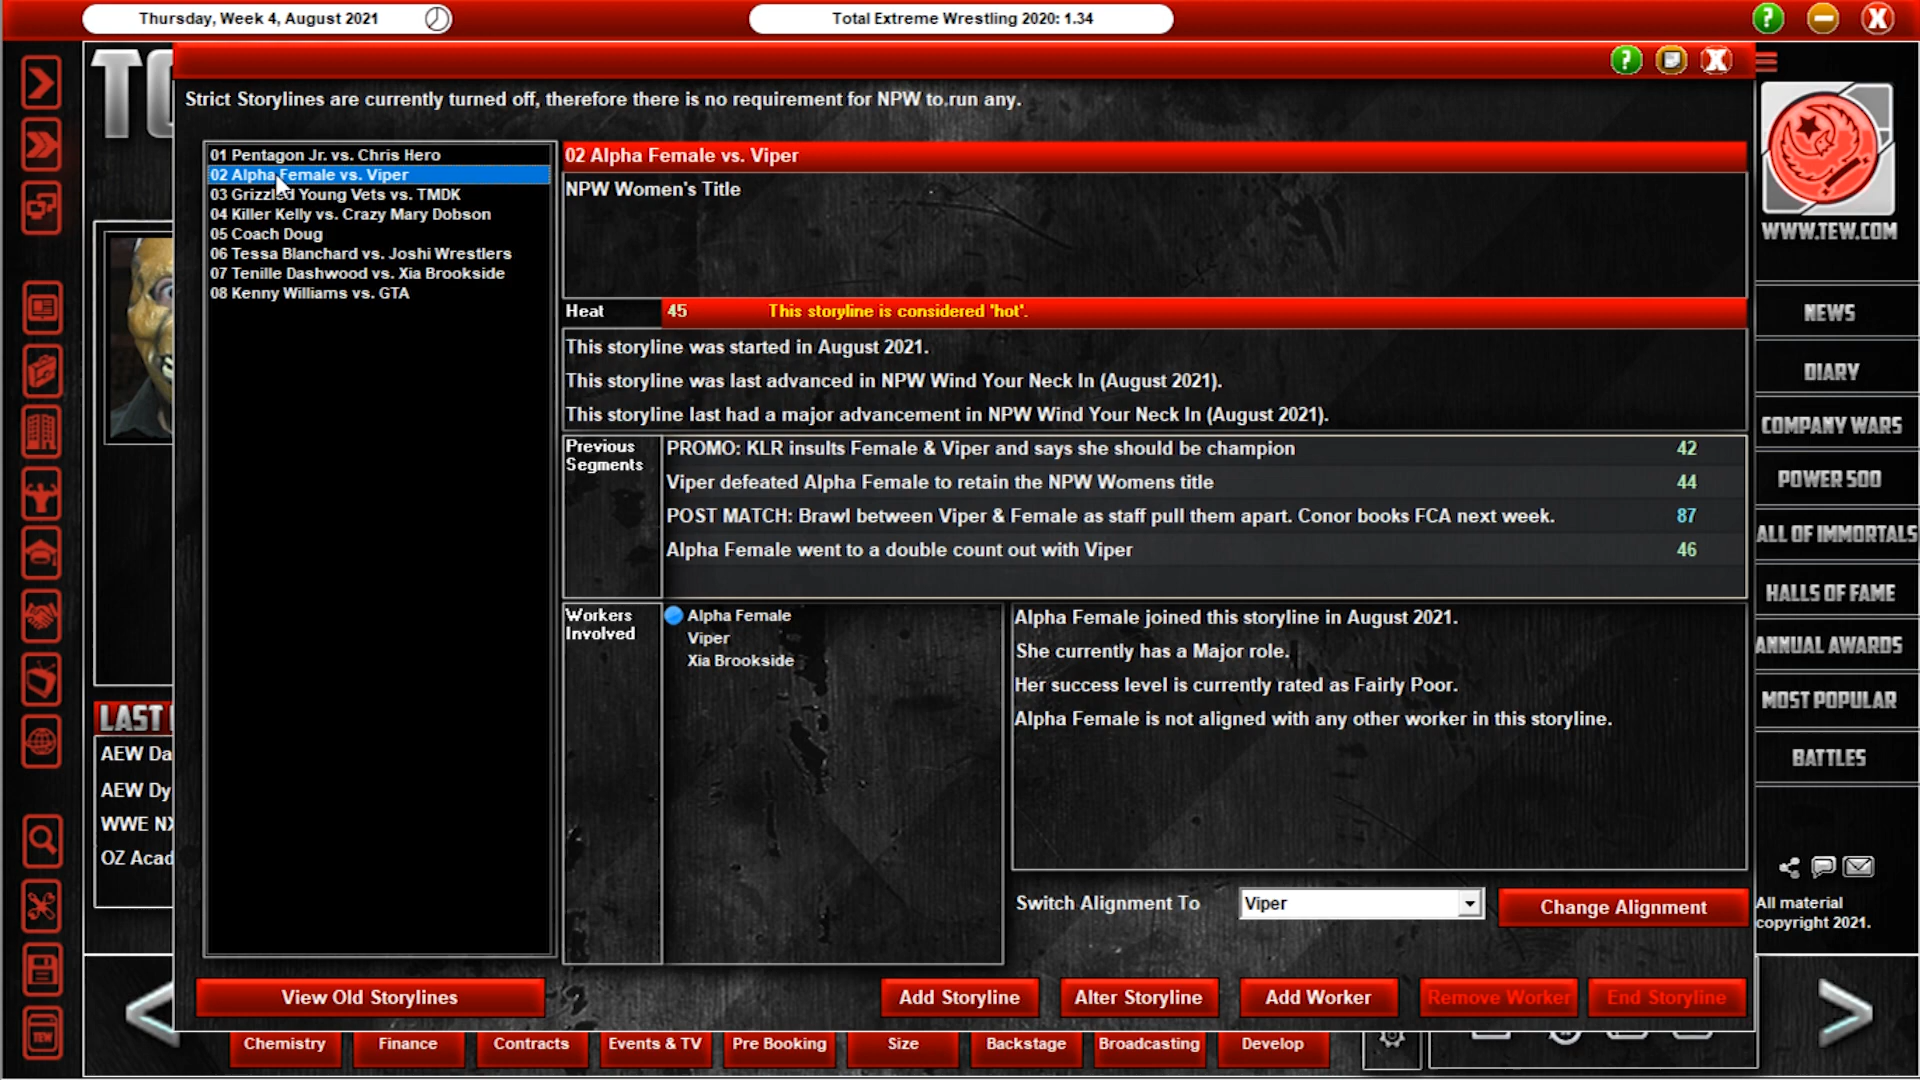 Thursday, Week 4, August 2021
Total Extreme Wrestling 2020: 1.34
Strict Storylines are currently turned off, therefore there is no requirement for NPW to run any.
01 Pentagon Jr. vs. Chris Hero
02 Alpha Female vs. Viper
03 Grizzled Young Vets vs. TMDK
04 Killer Kelly vs. Crazy Mary Dobson
05 Coach Doug
06 Tessa Blanchard vs. Joshi Wrestlers
07 Tenille Dashwood vs. Xia Brookside
08 Kenny Williams vs. GTA
02 Alpha Female vs. Viper
NPW Women's Title
Heat 45 This storyline is considered 'hot'.
This storyline was started in August 2021.
This storyline was last advanced in NPW Wind Your Neck In (August 2021).
This storyline last had a major advancement in NPW Wind Your Neck In (August 2021).
Previous
Segments
PROMO: KLR insults Female & Viper and says she should be champion 42
Viper defeated Alpha Female to retain the NPW Womens title 44
POST MATCH: Brawl between Viper & Female as staff pull them apart. Conor books FCA next week. 87
Alpha Female went to a double count out with Viper 46
Workers
Involved
Alpha Female
Viper
Xia Brookside
Alpha Female joined this storyline in August 2021.
She currently has a Major role.
Her success level is currently rated as Fairly Poor.
Alpha Female is not aligned with any other worker in this storyline.
Switch Alignment To Viper Change Alignment
View Old Storylines
Add Storyline
Alter Storyline
Add Worker
Remove Worker
End Storyline
LAST
AEW Da
AEW Dy
WWE NX
OZ Acad
WWW.TEW.COM
NEWS
DIARY
COMPANY WARS
POWER 500
ALL OF IMMORTALS
HALLS OF FAME
ANNUAL AWARDS
MOST POPULAR
BATTLES
All material
copyright 2021.
Chemistry
Finance
Contracts
Events & TV
Pre Booking
Size
Backstage
Broadcasting
Develop
TEW